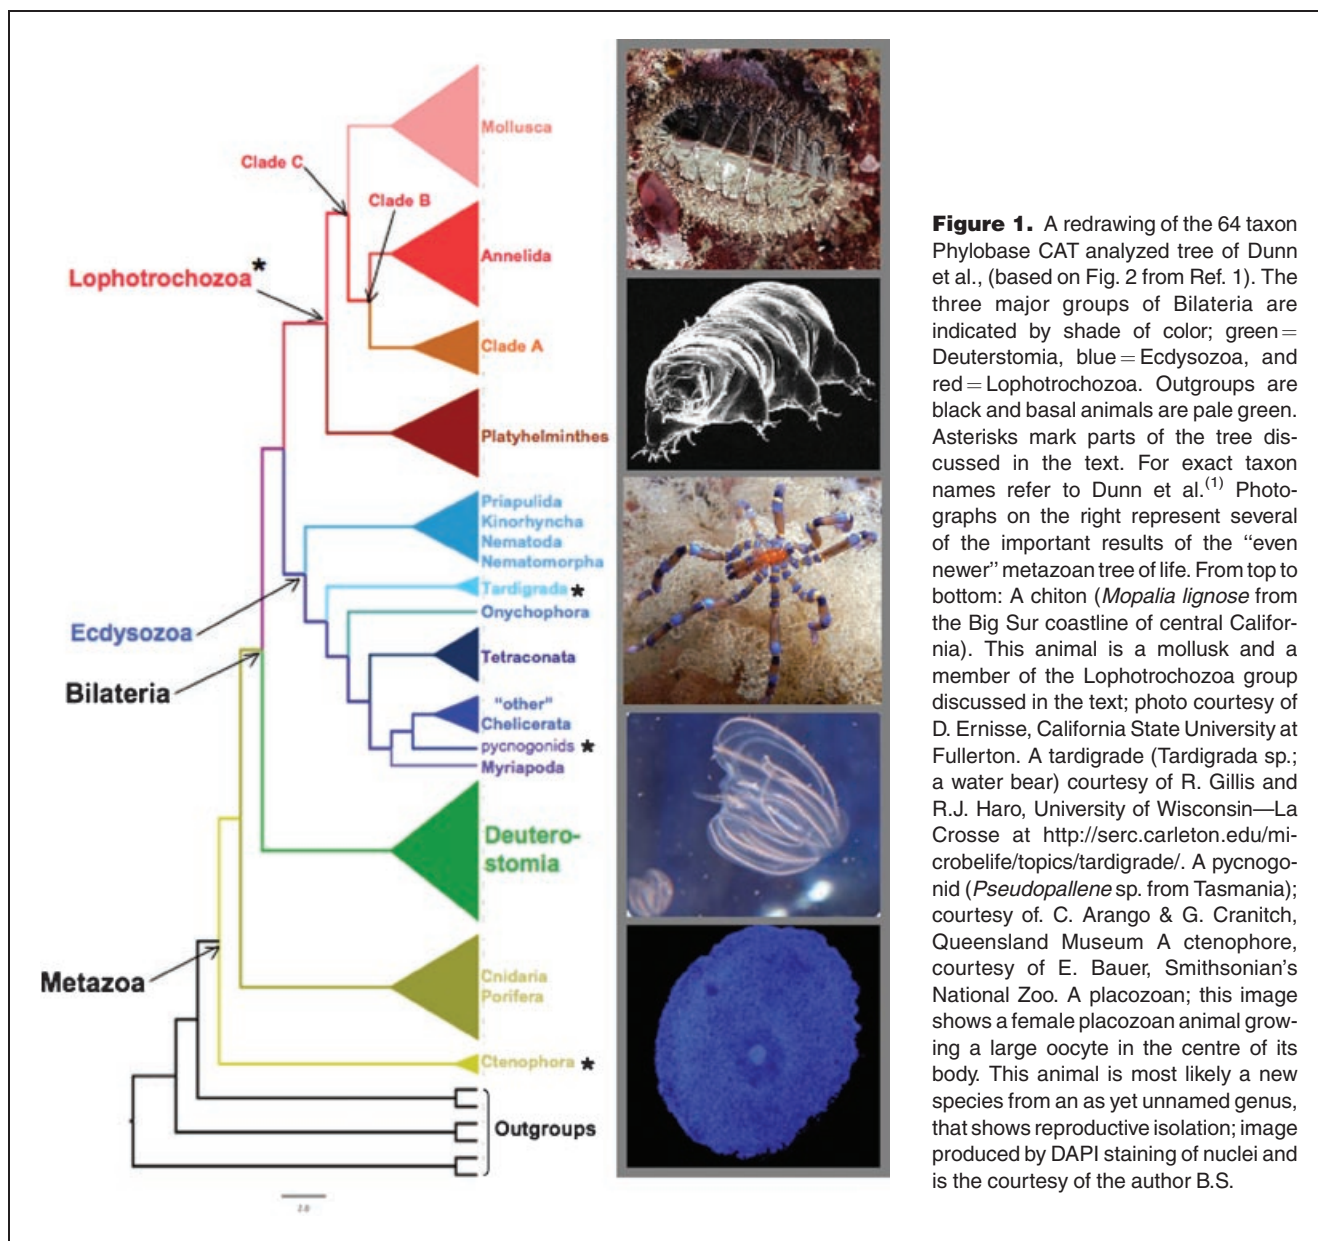 Mollusca
Clade C
Clade B
Annelida
Lophotrochozoa*
Clade A
Platyhelminthes
Priapulida
Kinorhyncha
Nematoda
Nematomorpha
Tardigrada *
Onychophora
Ecdysozoa
Tetraconata
Bilateria
"other"
Chelicerata
pycnogonids *
Myriapoda
Deutero-
stomia
Metazoa
Cnidaria
Porifera
Ctenophora *
Outgroups
2.0
Figure 1. A redrawing of the 64 taxon
Phylobase CAT analyzed tree of Dunn
et al., (based on Fig. 2 from Ref. 1). The
three major groups of Bilateria are
indicated by shade of color; green =
Deuterstomia, blue = Ecdysozoa, and
red = Lophotrochozoa. Outgroups are
black and basal animals are pale green.
Asterisks mark parts of the tree dis-
cussed in the text. For exact taxon
names refer to Dunn et al.(1) Photo-
graphs on the right represent several
of the important results of the “even
newer” metazoan tree of life. From top to
bottom: A chiton (Mopalia lignose from
the Big Sur coastline of central Califor-
nia). This animal is a mollusk and a
member of the Lophotrochozoa group
discussed in the text; photo courtesy of
D. Ernisse, California State University at
Fullerton. A tardigrade (Tardigrada sp.;
a water bear) courtesy of R. Gillis and
R.J. Haro, University of Wisconsin—La
Crosse at http://serc.carleton.edu/mi-
crobelife/topics/tardigrade/. A pycnogo-
nid (Pseudopallene sp. from Tasmania);
courtesy of. C. Arango & G. Cranitch,
Queensland Museum A ctenophore,
courtesy of E. Bauer, Smithsonian’s
National Zoo. A placozoan; this image
shows a female placozoan animal grow-
ing a large oocyte in the centre of its
body. This animal is most likely a new
species from an as yet unnamed genus,
that shows reproductive isolation; image
produced by DAPI staining of nuclei and
is the courtesy of the author B.S.